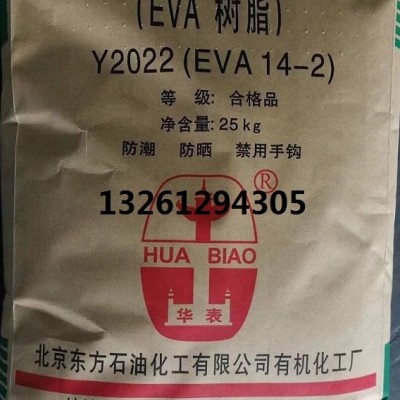 (EVA 树脂)
Y2022 (EVA 14-2)
等 级: 合格品
净含量: 25kg
防潮 防晒 禁用手钩
13261294305
®
HUA BIAO
华表
北京东方石油化工有限公司有机化工厂